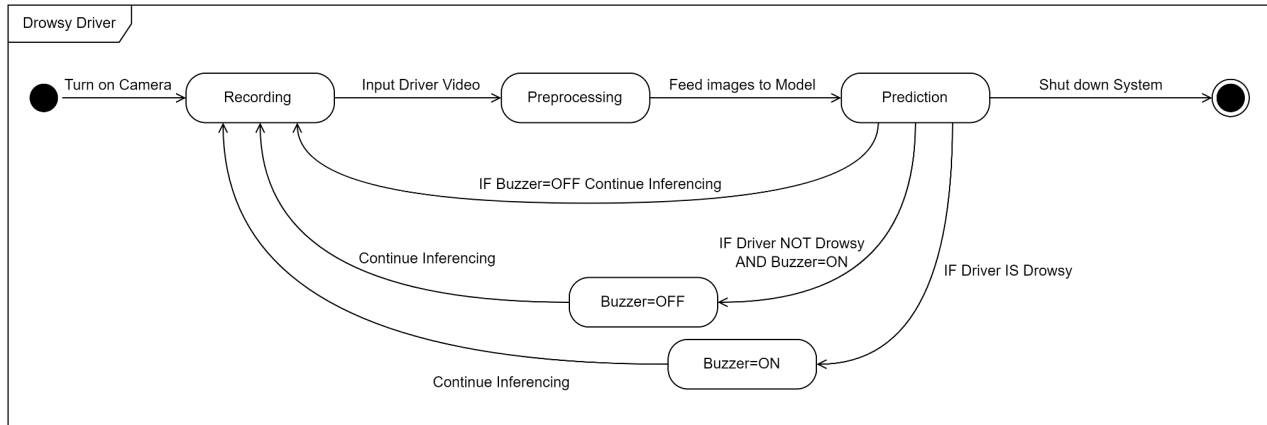 Drowsy Driver
Turn on Camera
Recording
Input Driver Video
Preprocessing
Feed images to Model
Prediction
Shut down System
IF Buzzer=OFF Continue Inferencing
IF Driver NOT Drowsy
AND Buzzer=ON
Continue Inferencing
IF Driver IS Drowsy
Buzzer=OFF
Buzzer=ON
Continue Inferencing